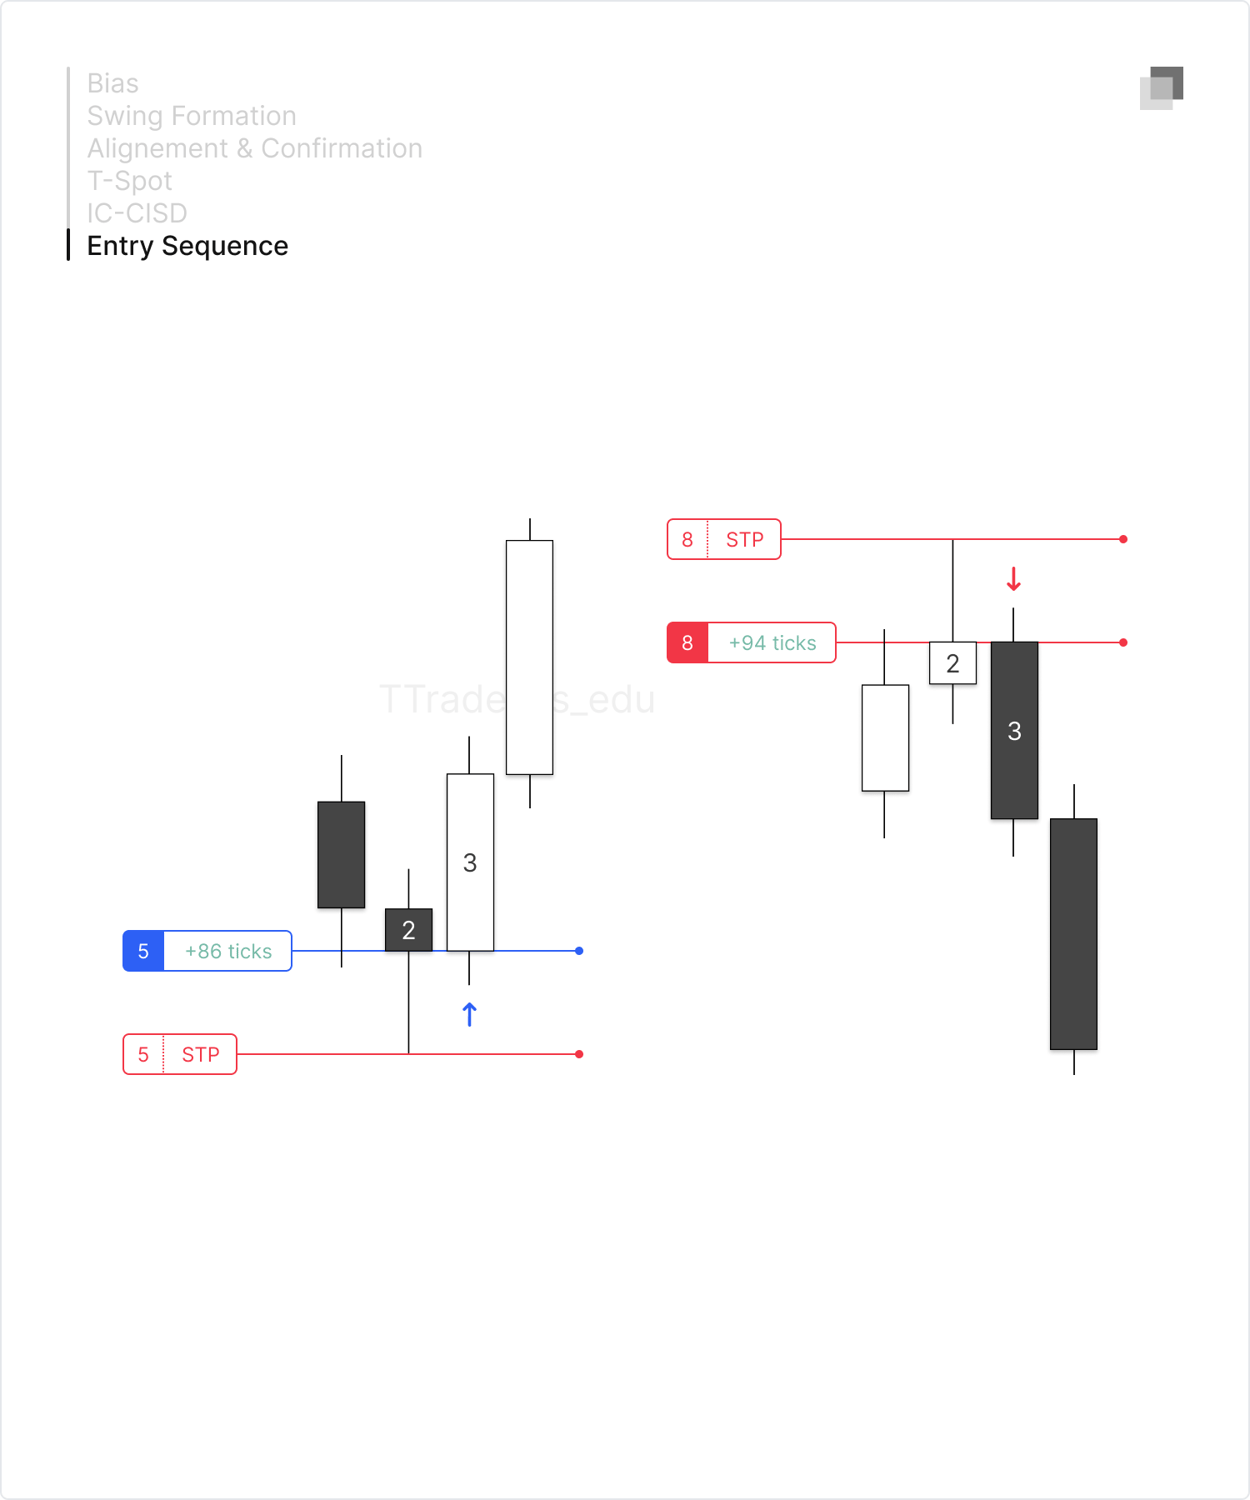 Bias
Swing Formation
Alignement & Confirmation
T-Spot
IC-CISD
Entry Sequence
8 STP
8 +94 ticks
2
3
TTrade s_edu
3
2
5 +86 ticks
5 STP